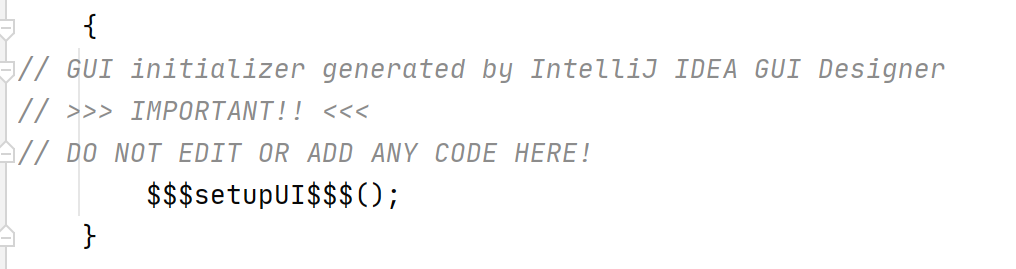 {
// GUI initializer generated by IntelliJ IDEA GUI Designer
// >>> IMPORTANT!! <<<
// DO NOT EDIT OR ADD ANY CODE HERE!
$$$setupUI$$$();
}